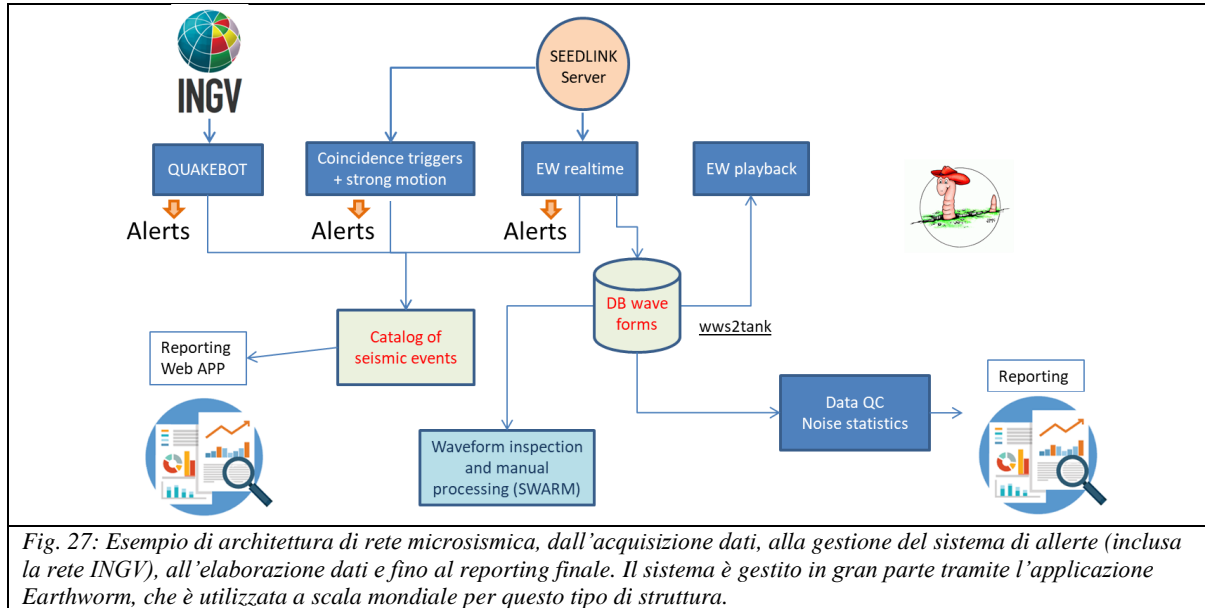 INGV
SEEDLINK
Server
QUAKEBOT
Coincidence triggers
+ strong motion
EW realtime
EW playback
Alerts
Alerts
Alerts
DB wave
forms
wws2tank
Reporting
Web APP
Catalog of
seismic events
Reporting
Data QC
Noise statistics
Waveform inspection
and manual
processing (SWARM)
Fig. 27: Esempio di architettura di rete microsismica, dall’acquisizione dati, alla gestione del sistema di allerte (inclusa
la rete INGV), all’elaborazione dati e fino al reporting finale. Il sistema è gestito in gran parte tramite l’applicazione
Earthworm, che è utilizzata a scala mondiale per questo tipo di struttura.